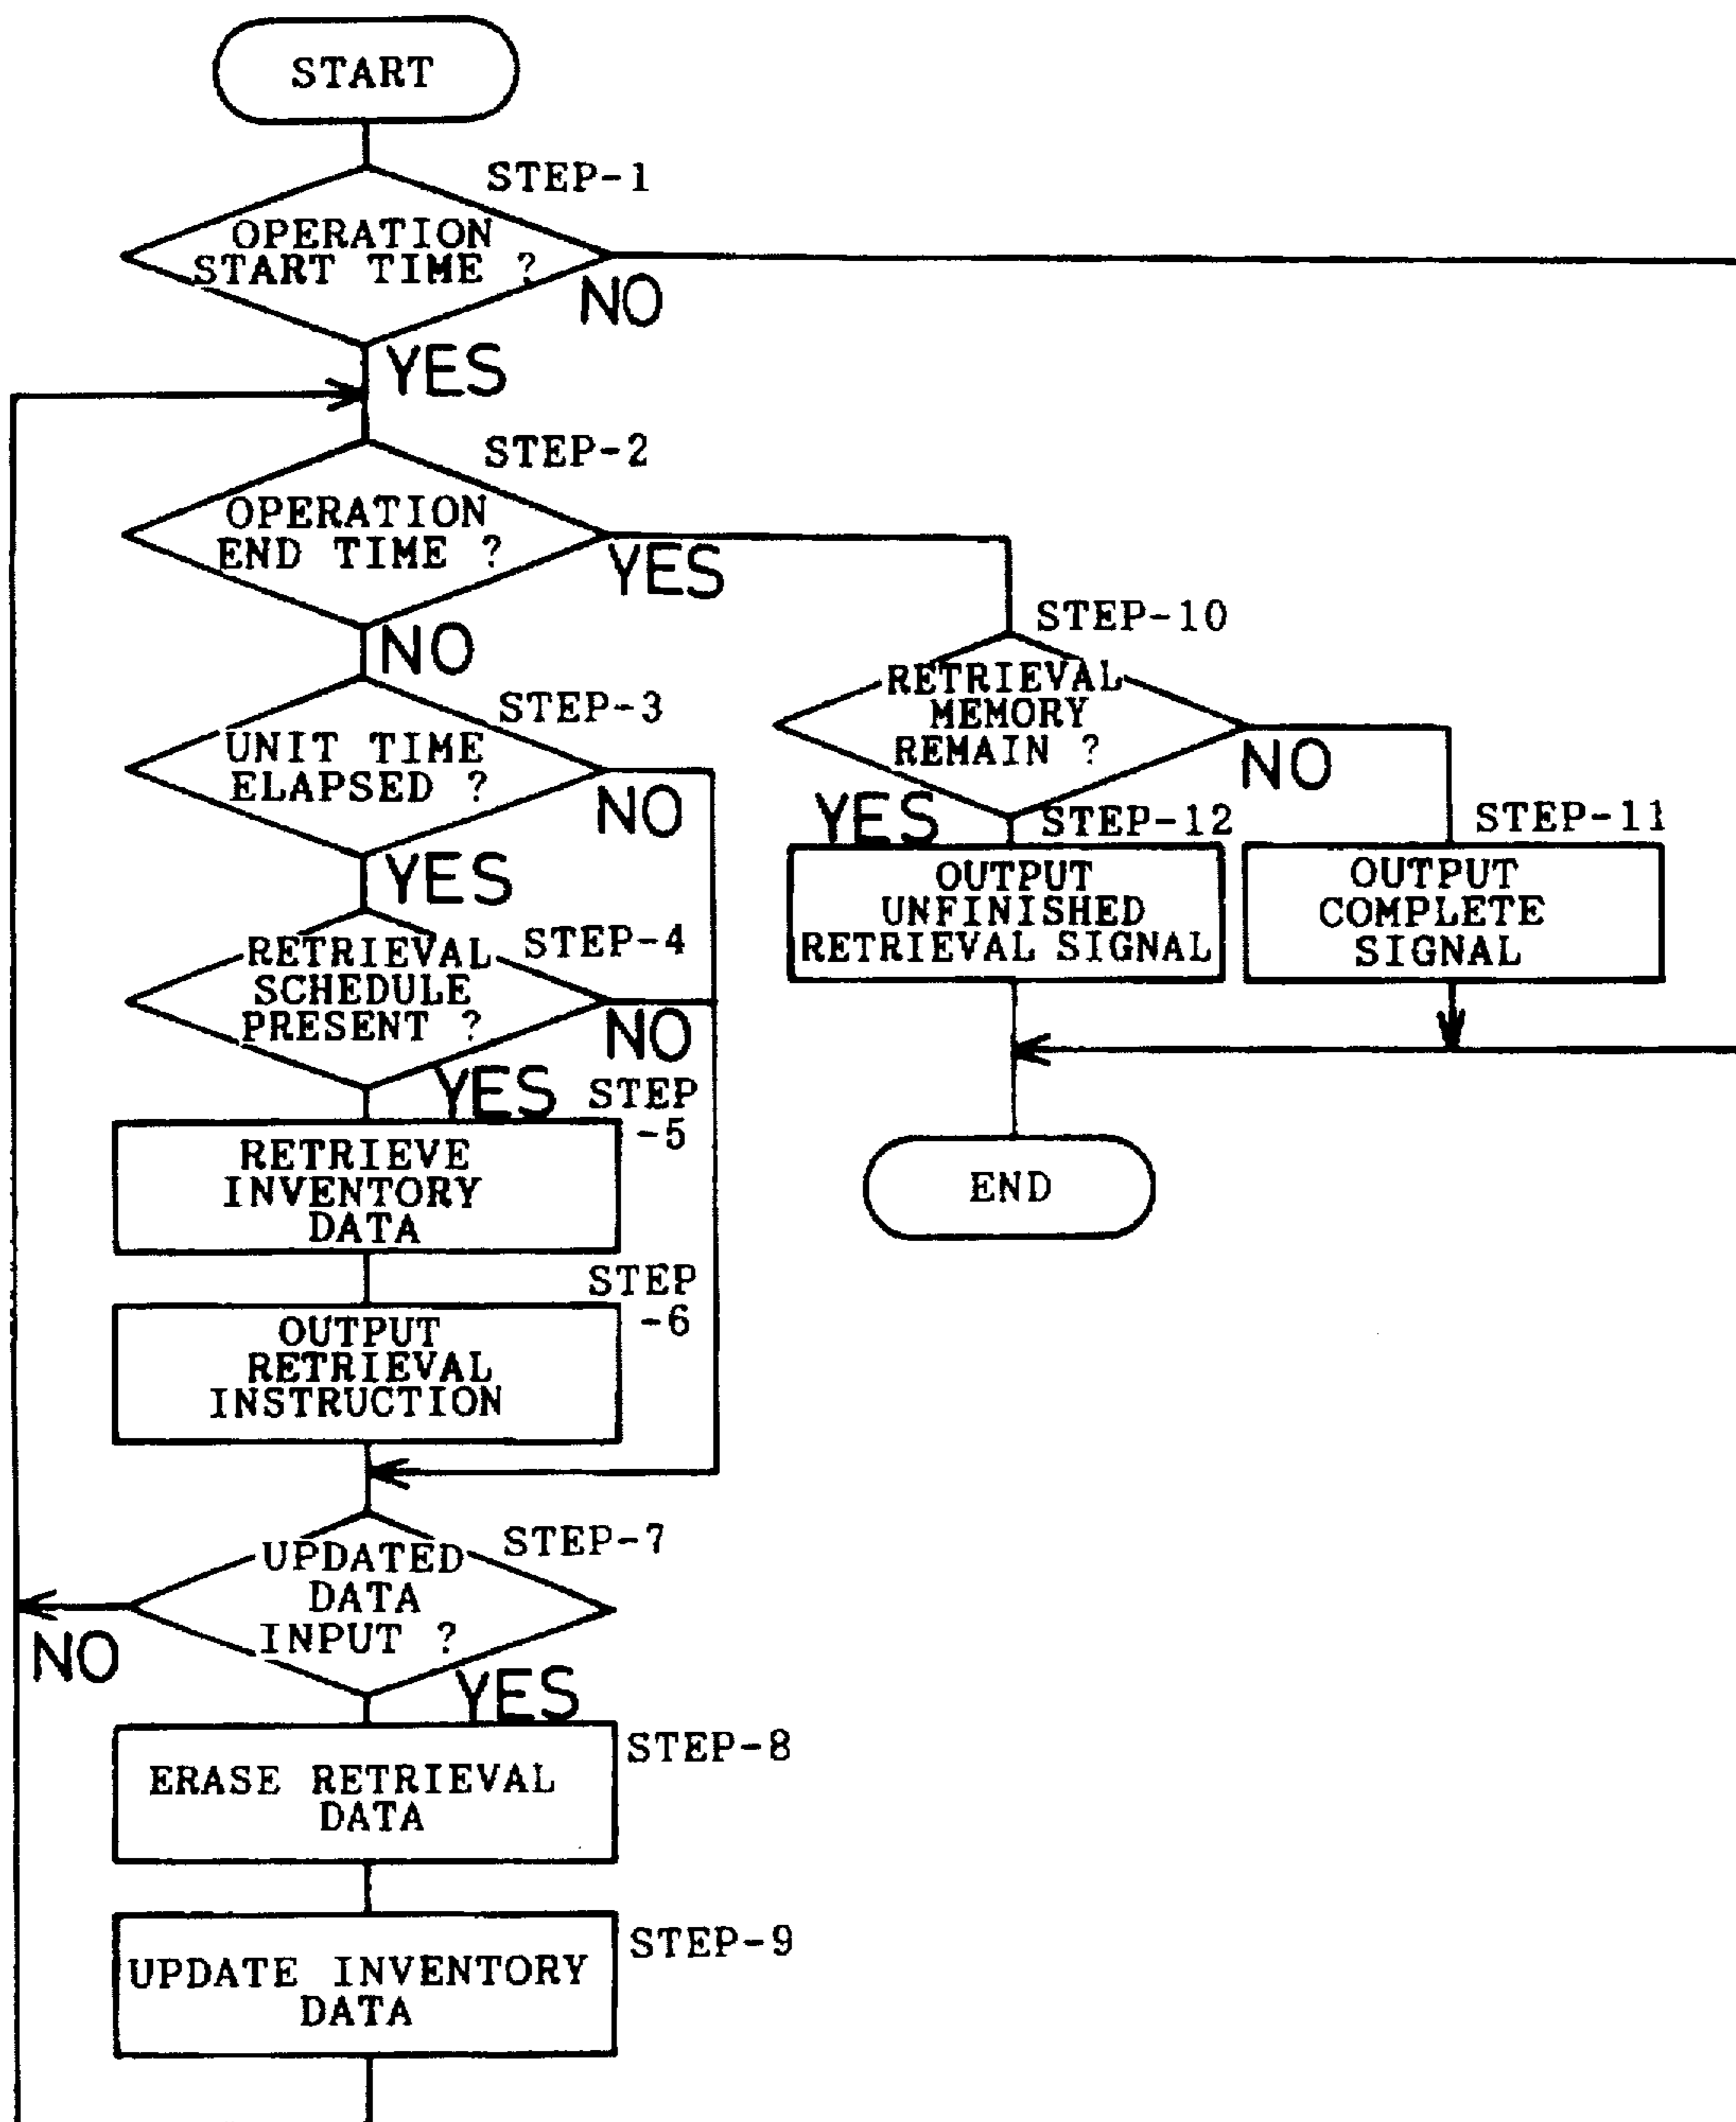 START
STEP-1
OPERATION
START TIME ?
NO
YES
STEP-2
OPERATION
END TIME ?
YES
NO
STEP-3
UNIT TIME
ELAPSED ?
NO
YES
STEP-4
RETRIEVAL
SCHEDULE
PRESENT ?
NO
YES
STEP
-5
RETRIEVE
INVENTORY
DATA
STEP
-6
OUTPUT
RETRIEVAL
INSTRUCTION
STEP-7
UPDATED
DATA
INPUT ?
NO
YES
STEP-8
ERASE RETRIEVAL
DATA
STEP-9
UPDATE INVENTORY
DATA
STEP-10
RETRIEVAL
MEMORY
REMAIN ?
NO
YES
STEP-12
OUTPUT
UNFINISHED
RETRIEVAL SIGNAL
STEP-11
OUTPUT
COMPLETE
SIGNAL
END